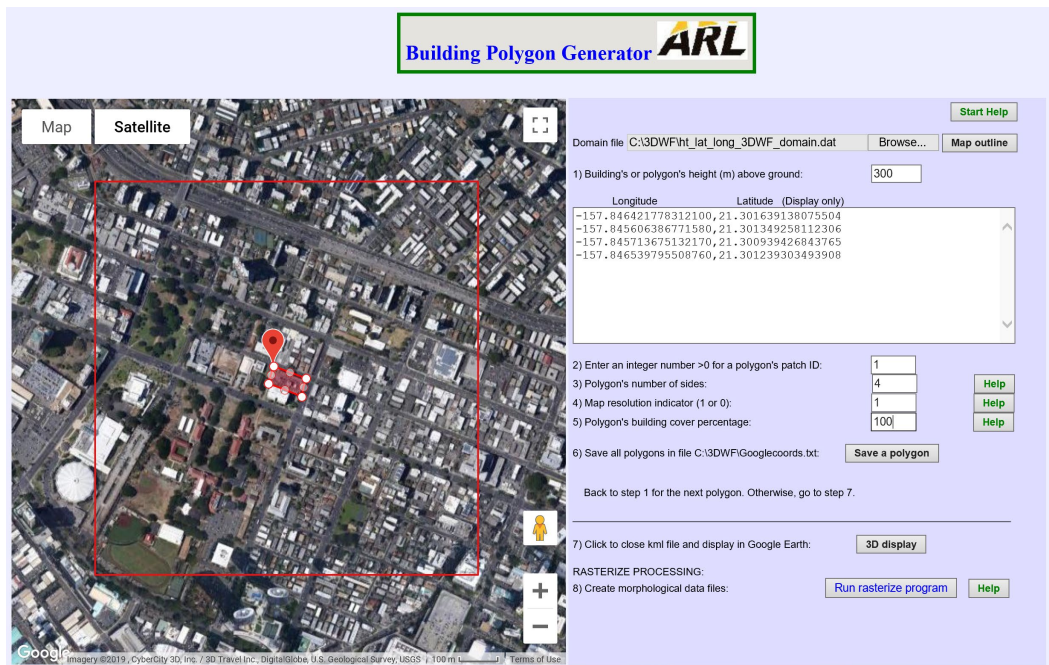 Building Polygon Generator ARL
Map Satellite
Start Help
Domain file C:\3DWF\ht_lat_long_3DWF_domain.dat Browse... Map outline
1) Building's or polygon's height (m) above ground: 300
Longitude Latitude (Display only)
-157.846421778312100,21.301639138075504
-157.845606386771580,21.301349258112306
-157.845713675132170,21.300939426843765
-157.846539795508760,21.301239303493908
2) Enter an integer number >0 for a polygon's patch ID: 1
3) Polygon's number of sides: 4 Help
4) Map resolution indicator (1 or 0): 1 Help
5) Polygon's building cover percentage: 100 Help
6) Save all polygons in file C:\3DWF\Googlecoords.txt: Save a polygon
Back to step 1 for the next polygon. Otherwise, go to step 7.
7) Click to close kml file and display in Google Earth: 3D display
RASTERIZE PROCESSING:
8) Create morphological data files: Run rasterize program Help
Google Imagery ©2019 , CyberCity 3D, Inc. / 3D Travel Inc., DigitalGlobe, U.S. Geological Survey, USGS 100 m Terms of Use